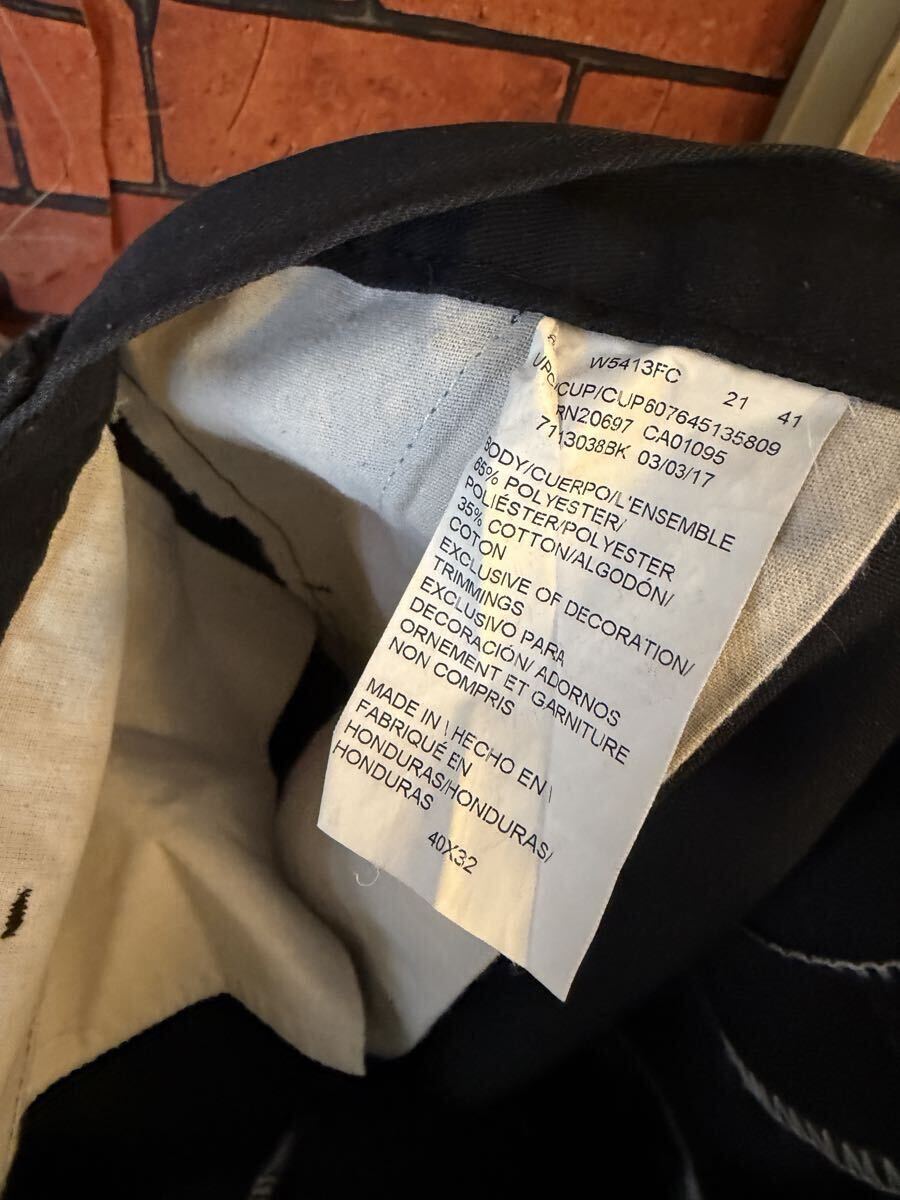 W5413FC 21 41
UPC/CUP/CUP607645135809
RN20697 CA01095
7113038BK 03/03/17
BODY/CUERPO/L'ENSEMBLE
65% POLYESTER/
POLIÉSTER/POLYESTER
35% COTTON/ALGODÓN/
COTON
EXCLUSIVE OF DECORATION/
TRIMMINGS
EXCLUSIVO PARA
DECORACIÓN/ ADORNOS
ORNEMENT ET GARNITURE
NON COMPRIS
MADE IN \ HECHO EN \
FABRIQUÉ EN
HONDURAS/HONDURAS/
HONDURAS
40X32